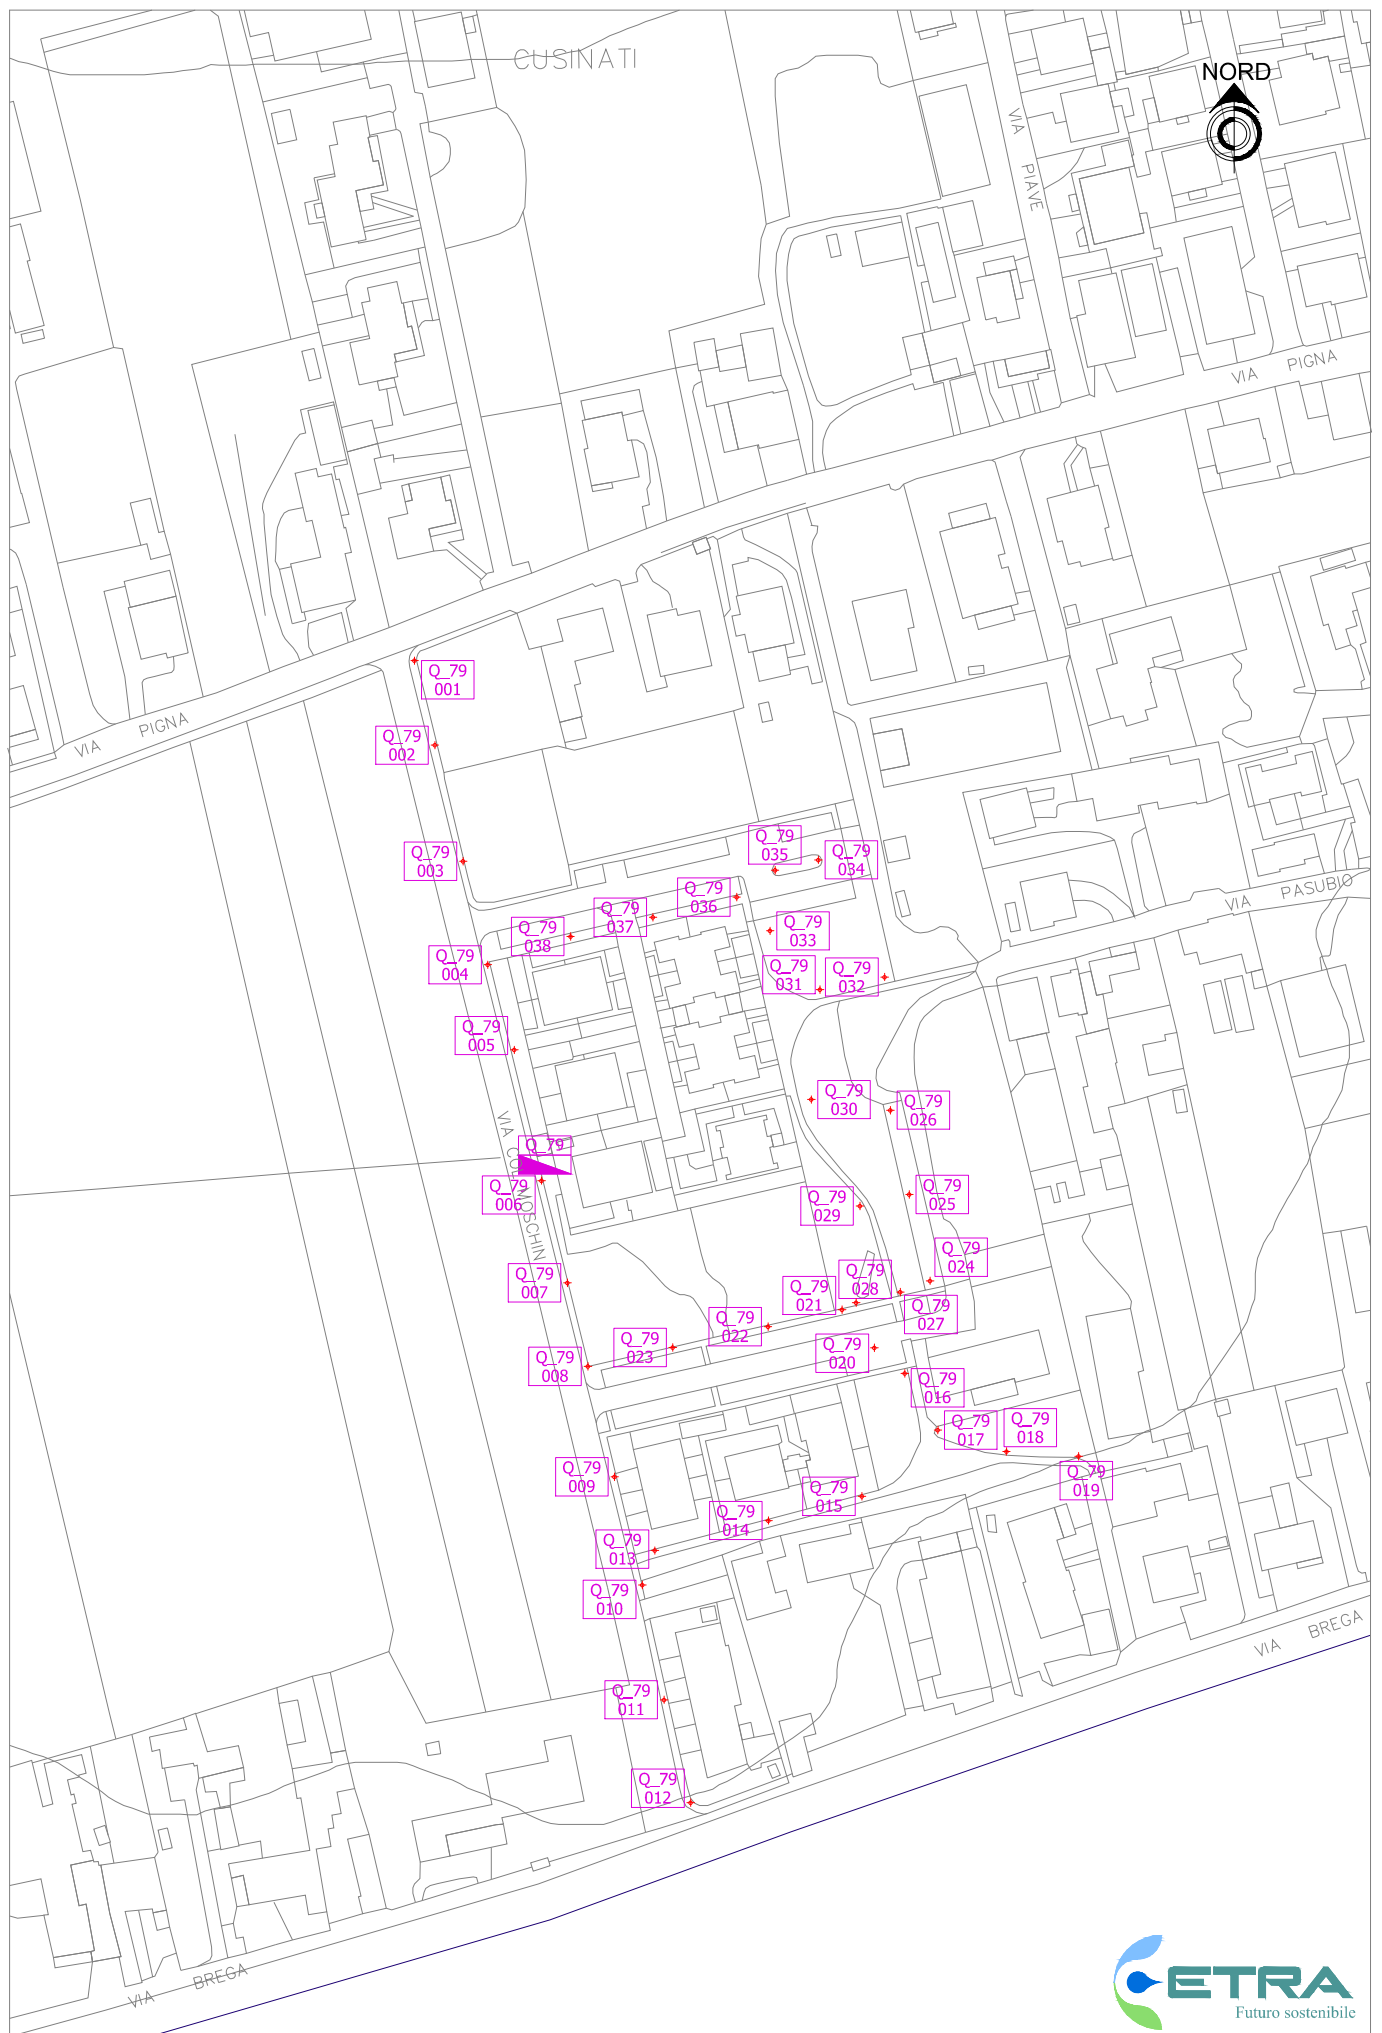 CUSINATI
NORD
VIA PIAVE
VIA PIGNA
Q_79
001
VIA PIGNA
Q_79
002
Q_79
035
Q_79
034
Q_79
003
VIA PASUBIO
Q_79
036
Q_79
037
Q_79
038
Q_79
033
Q_79
004
Q_79
031
Q_79
032
Q_79
005
Q_79
030
Q_79
026
VIA COL MOSCHIN
Q_79
Q_79
006
Q_79
025
Q_79
029
Q_79
024
Q_79
007
Q_79
028
Q_79
021
Q_79
027
Q_79
022
Q_79
023
Q_79
020
Q_79
008
Q_79
016
Q_79
017
Q_79
018
Q_79
009
Q_79
019
Q_79
015
Q_79
014
Q_79
013
Q_79
010
VIA BREGA
Q_79
011
Q_79
012
VIA BREGA
ETRA
Futuro sostenibile